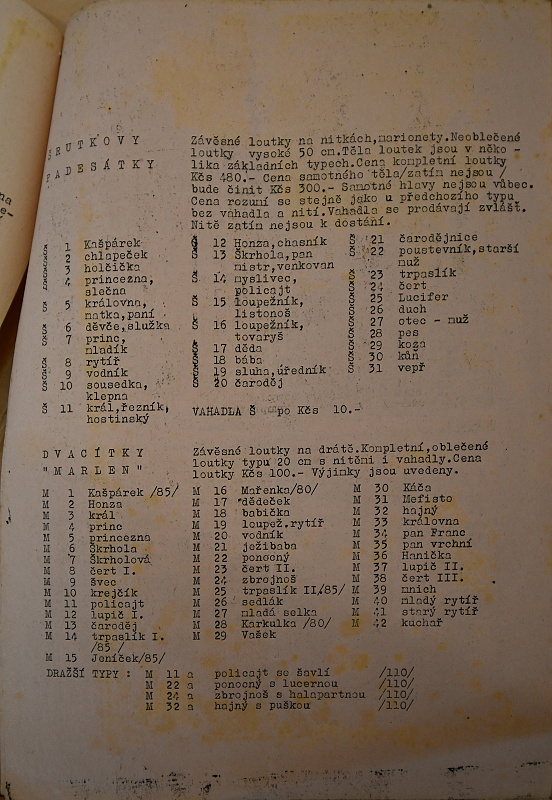 ŠRUTKOVY
PADESÁTKY
Závěsné loutky na nitkách,marionety.Neoblečené
loutky vysoké 50 cm.Těla loutek jsou v něko -
lika základních typech.Cena kompletní loutky
Kčs 480.- Cena samotného těla/zatím nejsou /
bude činit Kčs 300.- Samotné hlavy nejsou vůbec.
Cena rozumí se stejně jako u předchozího typu
bez vahadla a nití.Vahadla se prodávají zvlášť.
Nitě zatím nejsou k dostání.
Š 1 Kašpárek
Š 2 chlapeček
Š 3 holčička
Š 4 princezna,
slečna
Š 5 královna,
matka,paní
Š 6 děvče,služka
Š 7 princ,
mladík
Š 8 rytíř
Š 9 vodník
Š 10 sousedka,
klepna
Š 11 král,řezník,
hostinský
Š 12 Honza,chasník
Š 13 Škrhola,pan
mistr,venkovan
Š 14 myslivec,
policajt
Š 15 loupežník,
listonoš
Š 16 loupežník,
tovaryš
Š 17 děda
Š 18 bába
Š 19 sluha,úředník
Š 20 čaroděj
Š 21 čarodějnice
Š 22 poustevník,starší
muž
Š 23 trpaslík
Š 24 čert
Š 25 Lucifer
Š 26 duch
Š 27 otec - muž
Š 28 pes
Š 29 koza
Š 30 kůň
Š 31 vepř
VAHADLA Š po Kčs 10.-
DVACÍTKY
"MARLEN"
Závěsné loutky na drátě.Kompletní,oblečené
loutky typu 20 cm s nitěmi i vahadly.Cena
loutky Kčs 100.- Výjimky jsou uvedeny.
M 1 Kašpárek /85/
M 2 Honza
M 3 král
M 4 princ
M 5 princezna
M 6 Škrhola
M 7 Škrholová
M 8 čert I.
M 9 švec
M 10 krejčík
M 11 policajt
M 12 lupič I.
M 13 čaroděj
M 14 trpaslík I.
/85 /
M 15 Jeníček/85/
M 16 Mařenka/80/
M 17 dědeček
M 18 babička
M 19 loupež.rytíř
M 20 vodník
M 21 ježibaba
M 22 ponocný
M 23 čert II.
M 24 zbrojnoš
M 25 trpaslík II/85/
M 26 sedlák
M 27 mladá selka
M 28 Karkulka /80/
M 29 Vašek
M 30 Káča
M 31 Mefisto
M 32 hajný
M 33 královna
M 34 pan Franc
M 35 pan vrchní
M 36 Hanička
M 37 lupič II.
M 38 čert III.
M 39 mnich
M 40 mladý rytíř
M 41 starý rytíř
M 42 kuchař
DRAŽŠÍ TYPY : M 11 a policajt se šavlí /110/
M 22 a ponocný s lucernou /110/
M 24 a zbrojnoš s halapartnou /110/
M 32 a hajný s puškou /110/